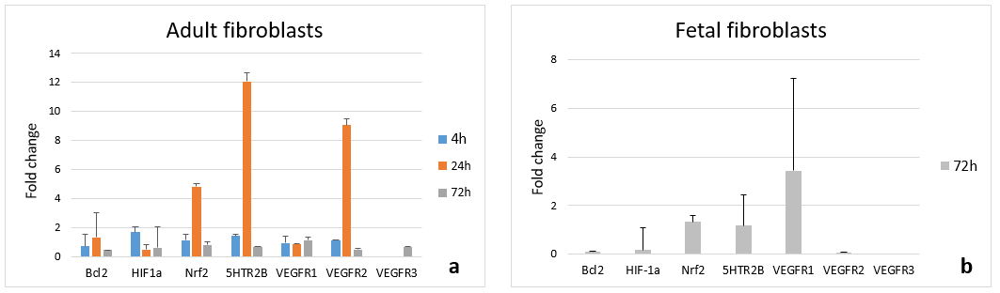 Adult fibroblasts
14
12
10
8
6
4
2
0
Fold change
Bcl2 HIF1a Nrf2 5HTR2B VEGFR1 VEGFR2 VEGFR3
4h
24h
72h
a
Fetal fibroblasts
8
6
4
2
0
Fold change
Bcl2 HIF-1a Nrf2 5HTR2B VEGFR1 VEGFR2 VEGFR3
72h
b